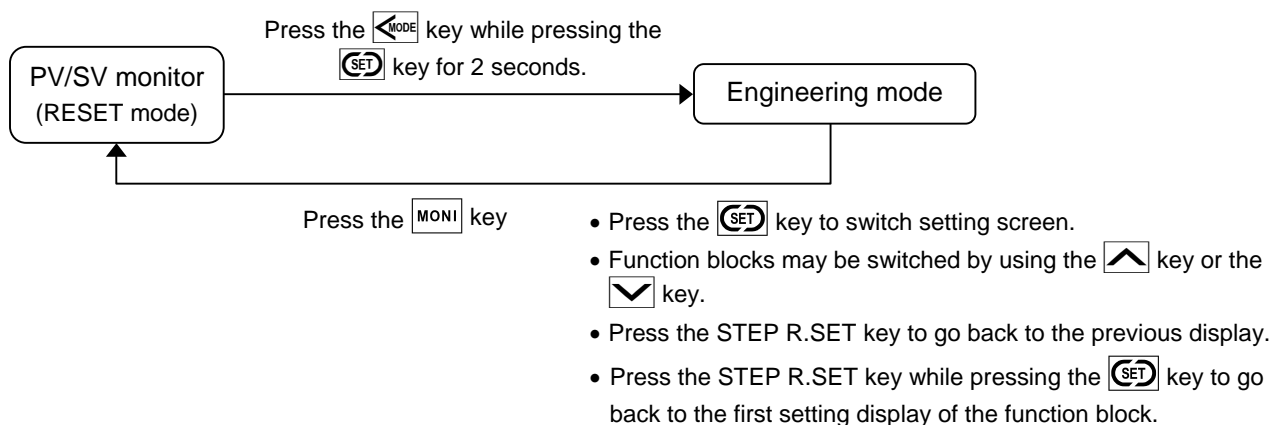 Press the <MODE key while pressing the
SET key for 2 seconds.
PV/SV monitor
(RESET mode)
Engineering mode
Press the MONI key
• Press the SET key to switch setting screen.
• Function blocks may be switched by using the ∧ key or the
∨ key.
• Press the STEP R.SET key to go back to the previous display.
• Press the STEP R.SET key while pressing the SET key to go
back to the first setting display of the function block.